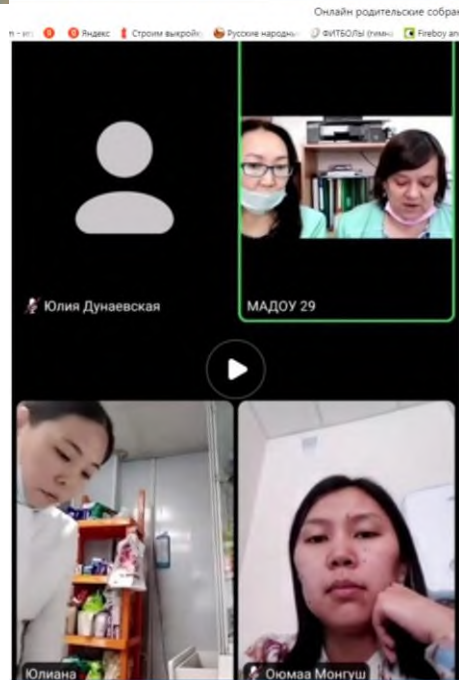 Онлайн родительские собран
Яндекс Строим выкройк Русские народны ФИТБОЛЫ (гимна Fireboy an
Юлия Дунаевская
МАДОУ 29
Юлиана
Оюмаа Монгуш